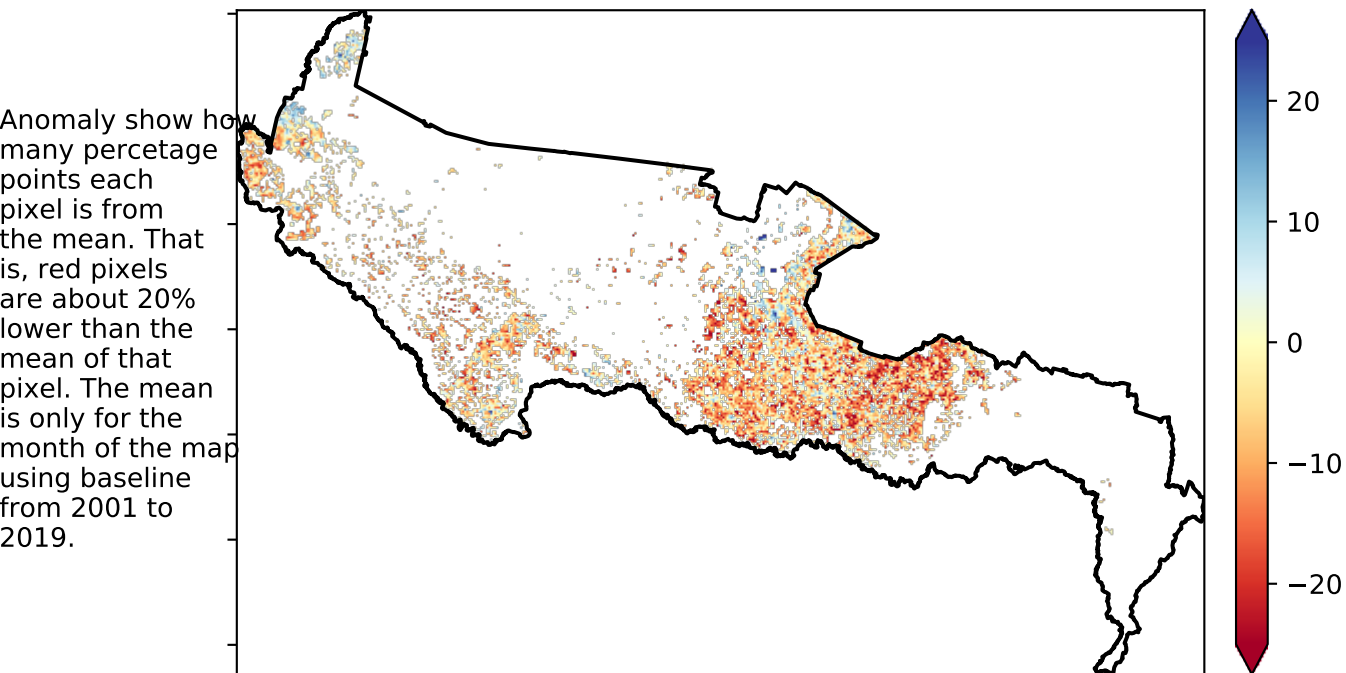 Anomaly show how
many percetage
points each
pixel is from
the mean. That
is, red pixels
are about 20%
lower than the
mean of that
pixel. The mean
is only for the
month of the map
using baseline
from 2001 to
2019.
20
10
0
−10
−20